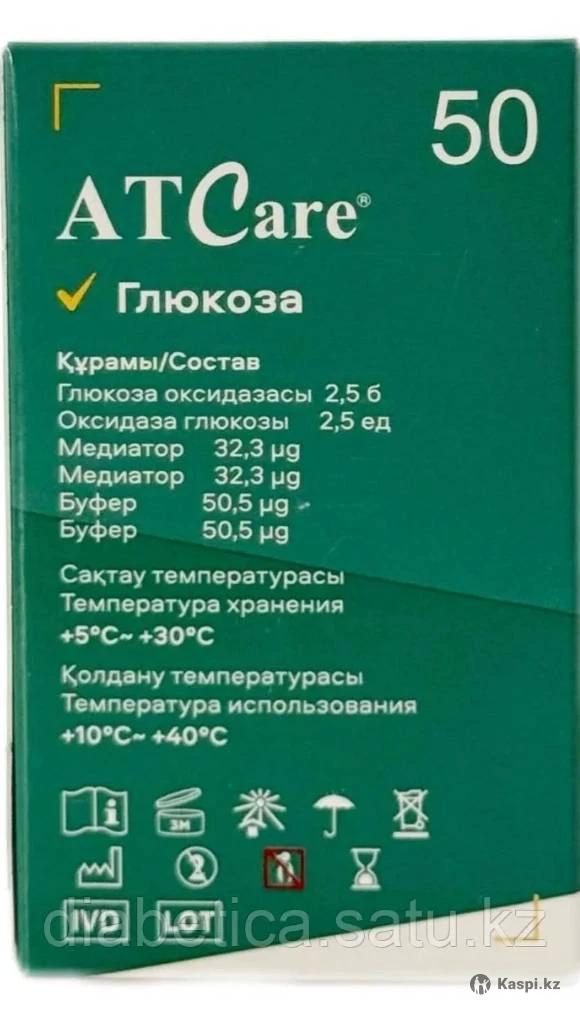 50
ATCare®
Глюкоза
Құрамы/Состав
Глюкоза оксидазасы 2,5 б
Оксидаза глюкозы 2,5 ед
Медиатор 32,3 µg
Медиатор 32,3 µg
Буфер 50,5 µg
Буфер 50,5 µg
Сақтау температурасы
Температура хранения
+5°C~ +30°C
Қолдану температурасы
Температура использования
+10°C~ +40°C
3M
2
IVD LOT
diabetica.satu.kz
Kaspi.kz